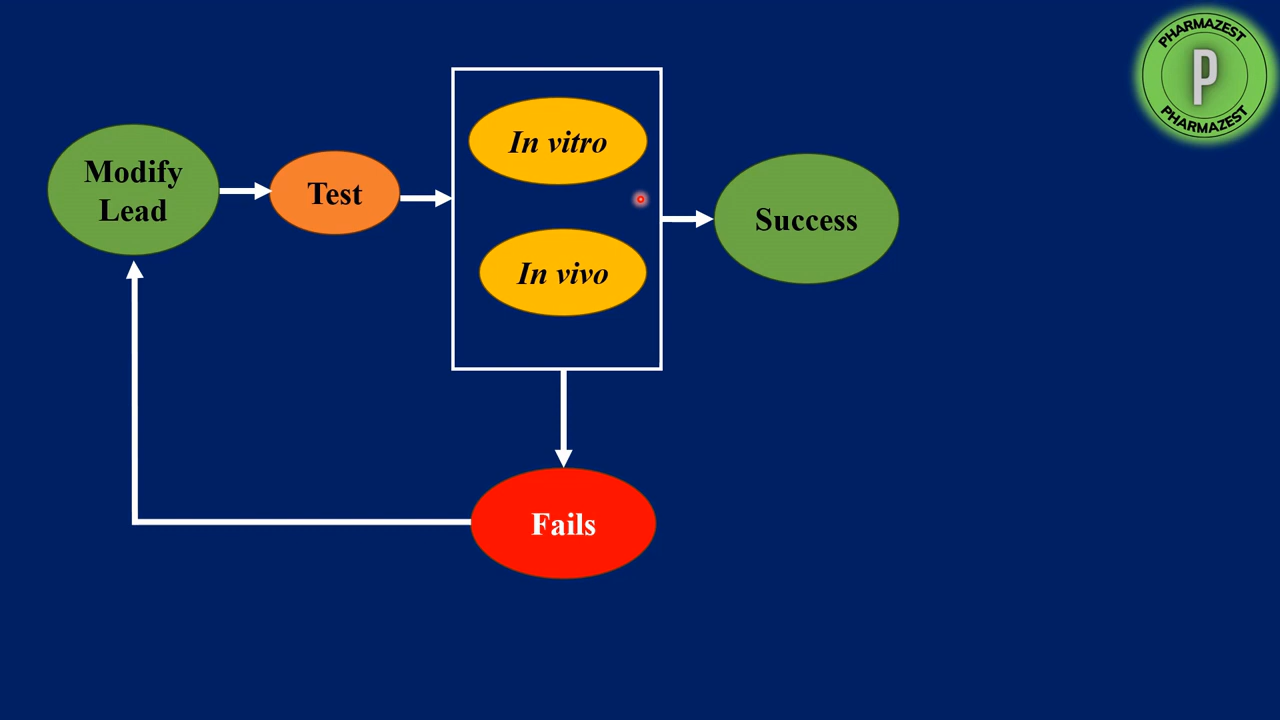 PHARMAZEST
P
PHARMAZEST
Modify
Lead
Test
In vitro
In vivo
Success
Fails